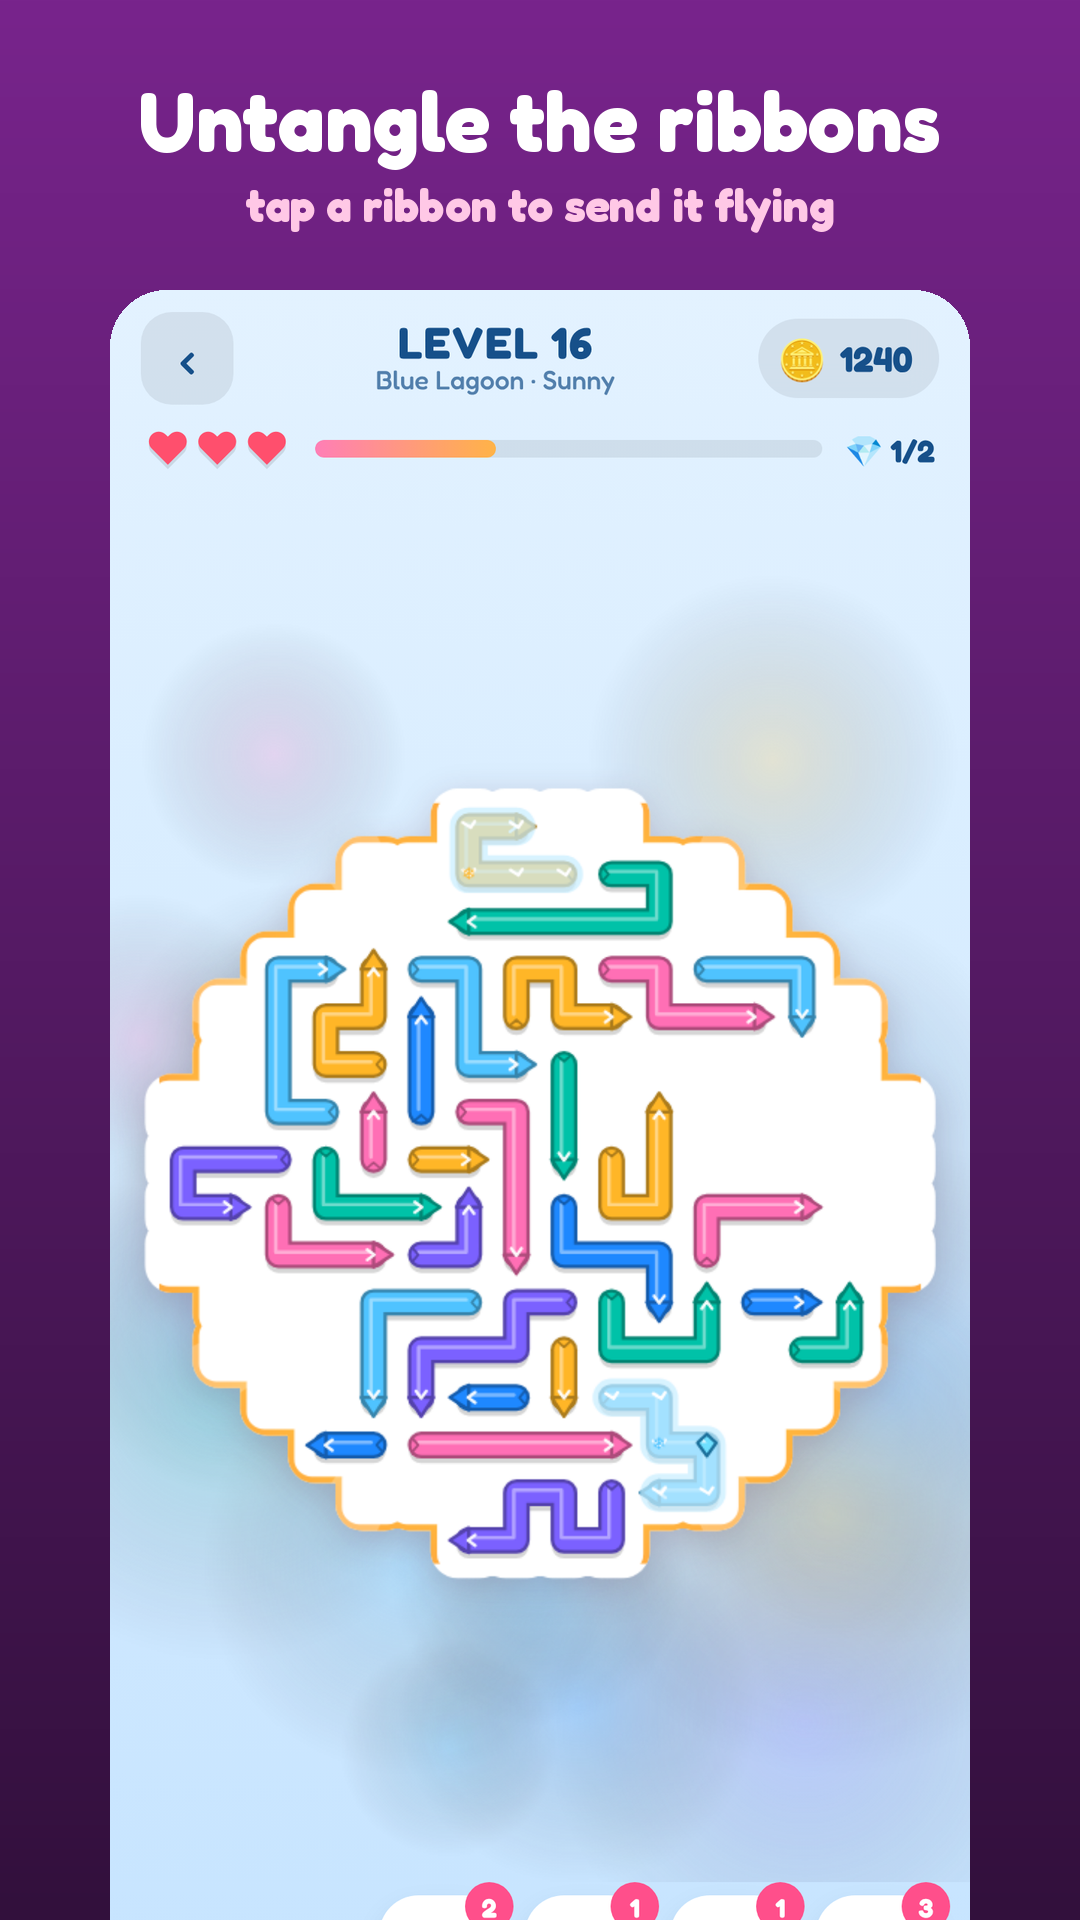 Untangle the ribbons
tap a ribbon to send it flying
LEVEL 16
Blue Lagoon · Sunny
1240
1/2
2
1
1
3